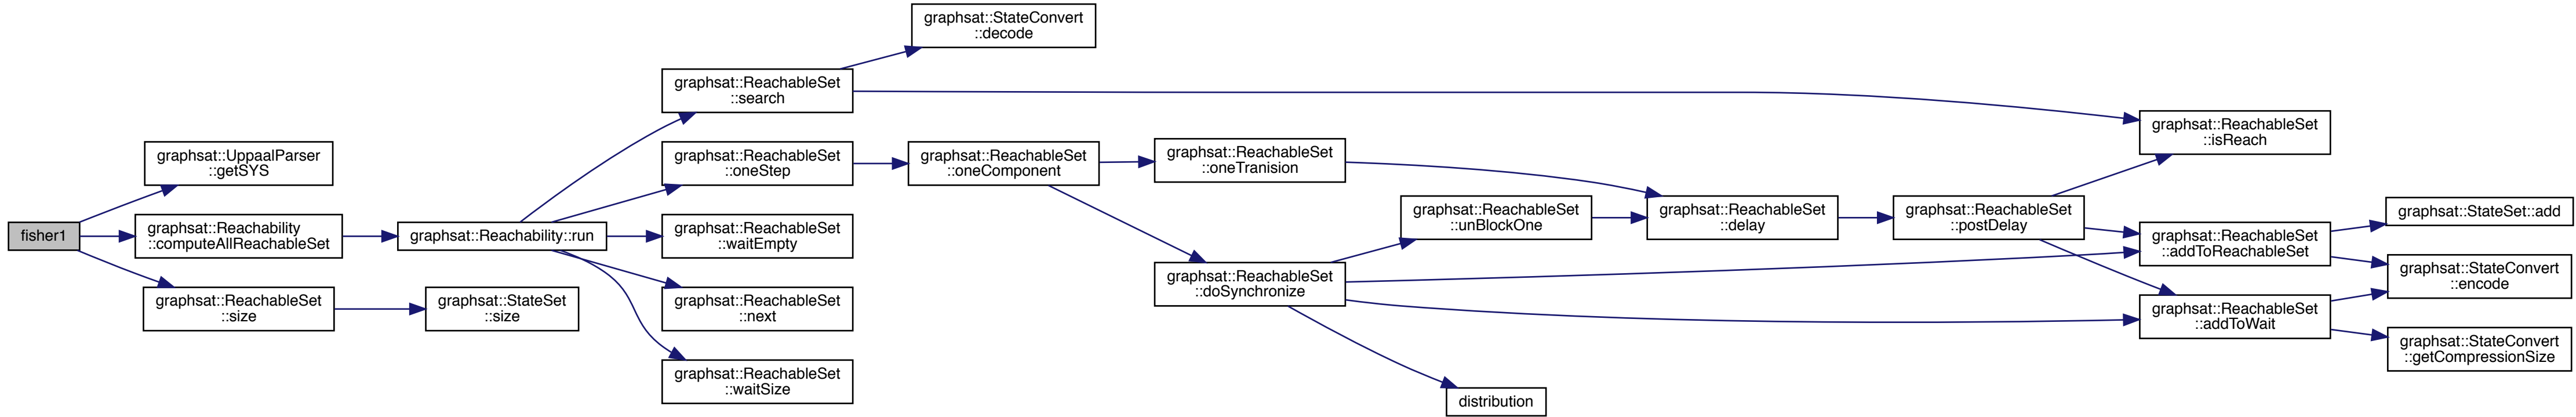 fisher1
graphsat::UppaalParser
::getSYS
graphsat::Reachability
::computeAllReachableSet
graphsat::ReachableSet
::size
graphsat::Reachability::run
graphsat::StateSet
::size
graphsat::ReachableSet
::search
graphsat::ReachableSet
::oneStep
graphsat::ReachableSet
::waitEmpty
graphsat::ReachableSet
::next
graphsat::ReachableSet
::waitSize
graphsat::StateConvert
::decode
graphsat::ReachableSet
::oneComponent
graphsat::ReachableSet
::oneTranision
graphsat::ReachableSet
::doSynchronize
graphsat::ReachableSet
::unBlockOne
distribution
graphsat::ReachableSet
::delay
graphsat::ReachableSet
::postDelay
graphsat::ReachableSet
::isReach
graphsat::ReachableSet
::addToReachableSet
graphsat::ReachableSet
::addToWait
graphsat::StateSet::add
graphsat::StateConvert
::encode
graphsat::StateConvert
::getCompressionSize